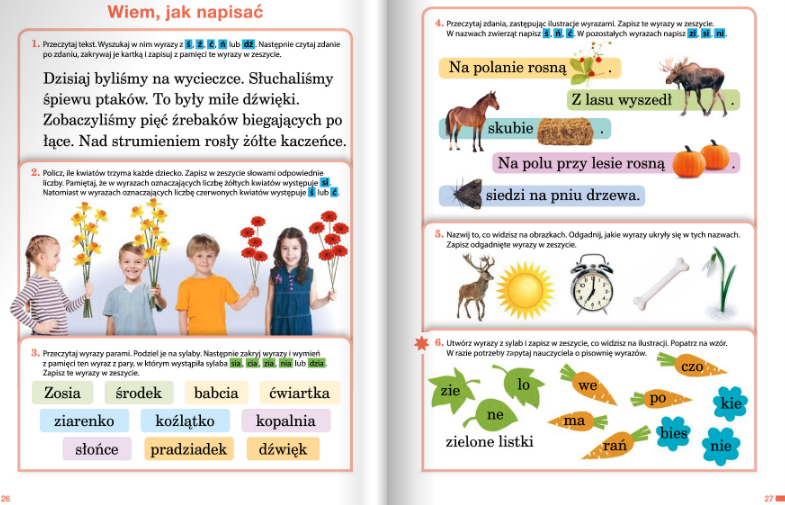 Wiem, jak napisać
1. Przeczytaj tekst. Wyszukaj w nim wyrazy z ś, ź, ć, ń lub dź. Następnie czytaj zdanie
po zdaniu, zakrywaj je kartką i zapisuj z pamięci te wyrazy w zeszycie.
Dzisiaj byliśmy na wycieczce. Słuchaliśmy
śpiewu ptaków. To były miłe dźwięki.
Zobaczyliśmy pięć źrebaków biegających po
łące. Nad strumieniem rosły żółte kaczeńce.
2. Policz, ile kwiatów trzyma każde dziecko. Zapisz w zeszycie słowami odpowiednie
liczby. Pamiętaj, że w wyrazach oznaczających liczbę żółtych kwiatów występuje si.
Natomiast w wyrazach oznaczających liczbę czerwonych kwiatów występuje ś lub ć.
3. Przeczytaj wyrazy parami. Podziel je na sylaby. Następnie zakryj wyrazy i wymień
z pamięci ten wyraz z pary, w którym wystąpiła sylaba sia, cia, zia, nia lub dzia.
Zapisz te wyrazy w zeszycie.
Zosia środek babcia ćwiartka
ziarenko koźlątko kopalnia
słońce pradziadek dźwięk
26
4. Przeczytaj zdania, zastępując ilustracje wyrazami. Zapisz te wyrazy w zeszycie.
W nazwach zwierząt napisz ś, ń, ć. W pozostałych wyrazach napisz zi, si, ni.
Na polanie rosną .
Z lasu wyszedł .
skubie .
Na polu przy lesie rosną .
siedzi na pniu drzewa.
5. Nazwij to, co widzisz na obrazkach. Odgadnij, jakie wyrazy ukryły się w tych nazwach.
Zapisz odgadnięte wyrazy w zeszycie.
6. Utwórz wyrazy z sylab i zapisz w zeszycie, co widzisz na ilustracji. Popatrz na wzór.
W razie potrzeby zapytaj nauczyciela o pisownię wyrazów.
zie lo ne
zielone listki
we czo po ma rań
kie bies nie
27